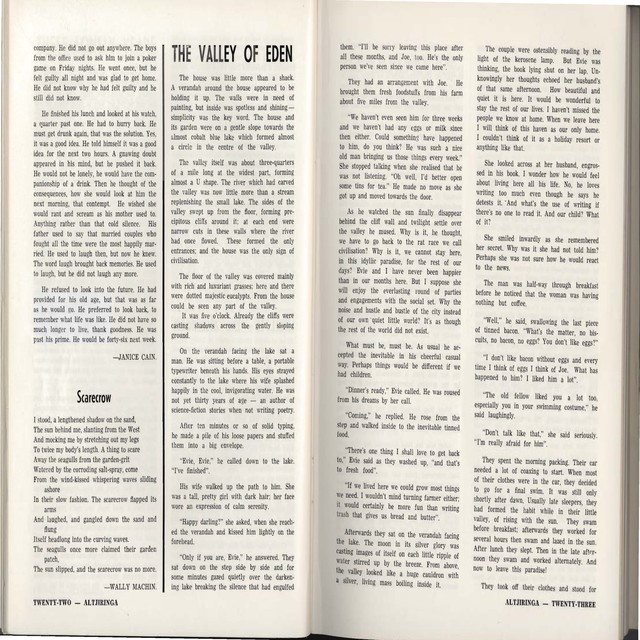 company. He did not go out anywhere. The boys
from the office used to ask him to join a poker
game on Friday nights. He went once, but he
felt guilty all night and was glad to get home.
He did not know why he had felt guilty and he
still did not know.
He finished his lunch and looked at his watch,
a quarter past one. He had to hurry back. He
must get drunk again, that was the solution. Yes,
it was a good idea. He told himself it was a good
idea for the next two hours. A gnawing doubt
appeared in his mind, but he pushed it back.
He would not be lonely, he would have the com-
panionship of a drink. Then he thought of the
consequences, how she would look at him the
next morning, that contempt. He wished she
would rant and scream as his mother used to.
Anything rather than that cold silence. His
father used to say that married couples who
fought all the time were the most happily mar-
ried. He used to laugh then, but now he knew.
The word laugh brought back memories. He used
to laugh, but he did not laugh any more.
He refused to look into the future. He had
provided for his old age, but that was as far
as he would go. He preferred to look back, to
remember what life was like. He did not have so
much longer to live, thank goodness. He was
past his prime. He would be forty-six next week.
—JANICE CAIN.
Scarecrow
I stood, a lengthened shadow on the sand,
The sun behind me, slanting from the West
And mocking me by stretching out my legs
To twice my body's length. A thing to scare
Away the seagulls from the garden-grit
Watered by the corroding salt-spray, come
From the wind-kissed whispering waves sliding
ashore
In their slow fashion. The scarecrow flapped its
arms
And laughed, and gangled down the sand and
flung
Itself headlong into the curving waves.
The seagulls once more claimed their garden
patch,
The sun slipped, and the scarecrow was no more.
—WALLY MACHIN.
TWENTY-TWO — ALTJIRINGA
THE VALLEY OF EDEN
The house was little more than a shack.
A verandah around the house appeared to be
holding it up. The walls were in need of
painting, but inside was spotless and shining—
simplicity was the key word. The house and
its garden were on a gentle slope towards the
almost cobalt blue lake which formed almost
a circle in the centre of the valley.
The valley itself was about three-quarters
of a mile long at the widest part, forming
almost a U shape. The river which had carved
the valley was now little more than a stream
replenishing the small lake. The sides of the
valley swept up from the floor, forming pre-
cipitous cliffs around it; at each end were
narrow cuts in these walls where the river
had once flowed. These formed the only
entrances; and the house was the only sign of
civilisation.
The floor of the valley was covered mainly
with rich and luxuriant grasses; here and there
were dotted majestic eucalypts. From the house
could be seen any part of the valley.
It was five o'clock. Already the cliffs were
casting shadows across the gently sloping
ground.
On the verandah facing the lake sat a
man. He was sitting before a table, a portable
typewriter beneath his hands. His eyes strayed
constantly to the lake where his wife splashed
happily in the cool, invigorating water. He was
not yet thirty years of age — an author of
science-fiction stories when not writing poetry.
After ten minutes or so of solid typing,
he made a pile of his loose papers and stuffed
them into a big envelope.
"Evie, Evie," he called down to the lake.
"I've finished".
His wife walked up the path to him. She
was a tall, pretty girl with dark hair; her face
wore an expression of calm serenity.
"Happy darling?" she asked, when she reach-
ed the verandah and kissed him lightly on the
forehead.
"Only if you are, Evie," he answered. They
sat down on the step side by side and for
some minutes gazed quietly over the darken-
ing lake breaking the silence that had engulfed
them, "I'll be sorry leaving this place after
all these months, and Joe, too. He's the only
person we've seen since we came here".
They had an arrangement with Joe. He
brought them fresh foodstuffs from his farm
about five miles from the valley.
"We haven't even seen him for three weeks
and we haven't had any eggs or milk since
then either. Could something have happened
to him, do you think? He was such a nice
old man bringing us those things every week."
She stopped talking when she realised that he
was not listening. "Oh well, I'd better open
some tins for tea." He made no move as she
got up and moved towards the door.
As he watched the sun finally disappear
behind the cliff wall and twilight settle over
the valley he mused. Why is it, he thought,
we have to go back to the rat race we call
civilisation? Why is it, we cannot stay here,
in this idyllic paradise, for the rest of our
days? Evie and I have never been happier
than in our months here. But I suppose she
will enjoy the everlasting round of parties
and engagements with the social set. Why the
noise and hustle and bustle of the city instead
of our own quiet little world? It's as though
the rest of the world did not exist.
What must be, must be. As usual he ac-
cepted the inevitable in his cheerful casual
way. Perhaps things would be different if we
had children.
"Dinner's ready," Evie called. He was roused
from his dreams by her call.
"Coming," he replied. He rose from the
step and walked inside to the inevitable tinned
food.
"There's one thing I shall love to get back
to," Evie said as they washed up, "and that's
to fresh food".
"If we lived here we could grow most things
we need. I wouldn't mind turning farmer either;
it would certainly be more fun than writing
trash that gives us bread and butter".
Afterwards they sat on the verandah facing
the lake. The moon in its silver glory was
casting images of itself on each little ripple of
water stirred up by the breeze. From above,
the valley looked like a huge cauldron with
a silver, living mass boiling inside it.
The couple were ostensibly reading by the
light of the kerosene lamp. But Evie was
thinking, the book lying shut on her lap. Un-
knowingly her thoughts echoed her husband's
of that same afternoon. How beautiful and
quiet it is here. It would be wonderful to
stay the rest of our lives. I haven't missed the
people we know at home. When we leave here
I will think of this haven as our only home.
I couldn't think of it as a holiday resort or
anything like that.
She looked across at her husband, engros-
sed in his book. I wonder how he would feel
about living here all his life. No, he loves
writing too much even though he says he
detests it. 'And what's the use of writing if
there's no one to read it. And our child? What
of it?
She smiled inwardly as she remembered
her secret. Why was it she had not told him?
Perhaps she was not sure how he would react
to the news.
The man was half-way through breakfast
before he noticed that the woman was having
nothing but coffee.
"Well," he said, swallowing the last piece
of tinned bacon. "What's the matter, no bis-
cuits, no bacon, no eggs? You don't like eggs?"
"I don't like bacon without eggs and every
time I think of eggs I think of Joe. What has
happened to him? I liked him a lot".
"The old fellow liked you a lot too,
especially you in your swimming costume," he
said laughingly.
"Don't talk like that," she said seriously.
"I'm really afraid for him".
They spent the morning packing. Their car
needed a lot of coaxing to start. When most
of their clothes were in the car, they decided
to go for a final swim. It was still only
shortly after dawn. Usually late sleepers, they
had formed the habit while in their little
valley, of rising with the sun. They swam
before breakfast; afterwards they worked for
several hours then swam and lazed in the sun.
After lunch they slept. Then in the late after-
noon they swam and worked alternately. And
now to leave this paradise!
They took off their clothes and stood for
ALTJIRINGA — TWENTY-THREE